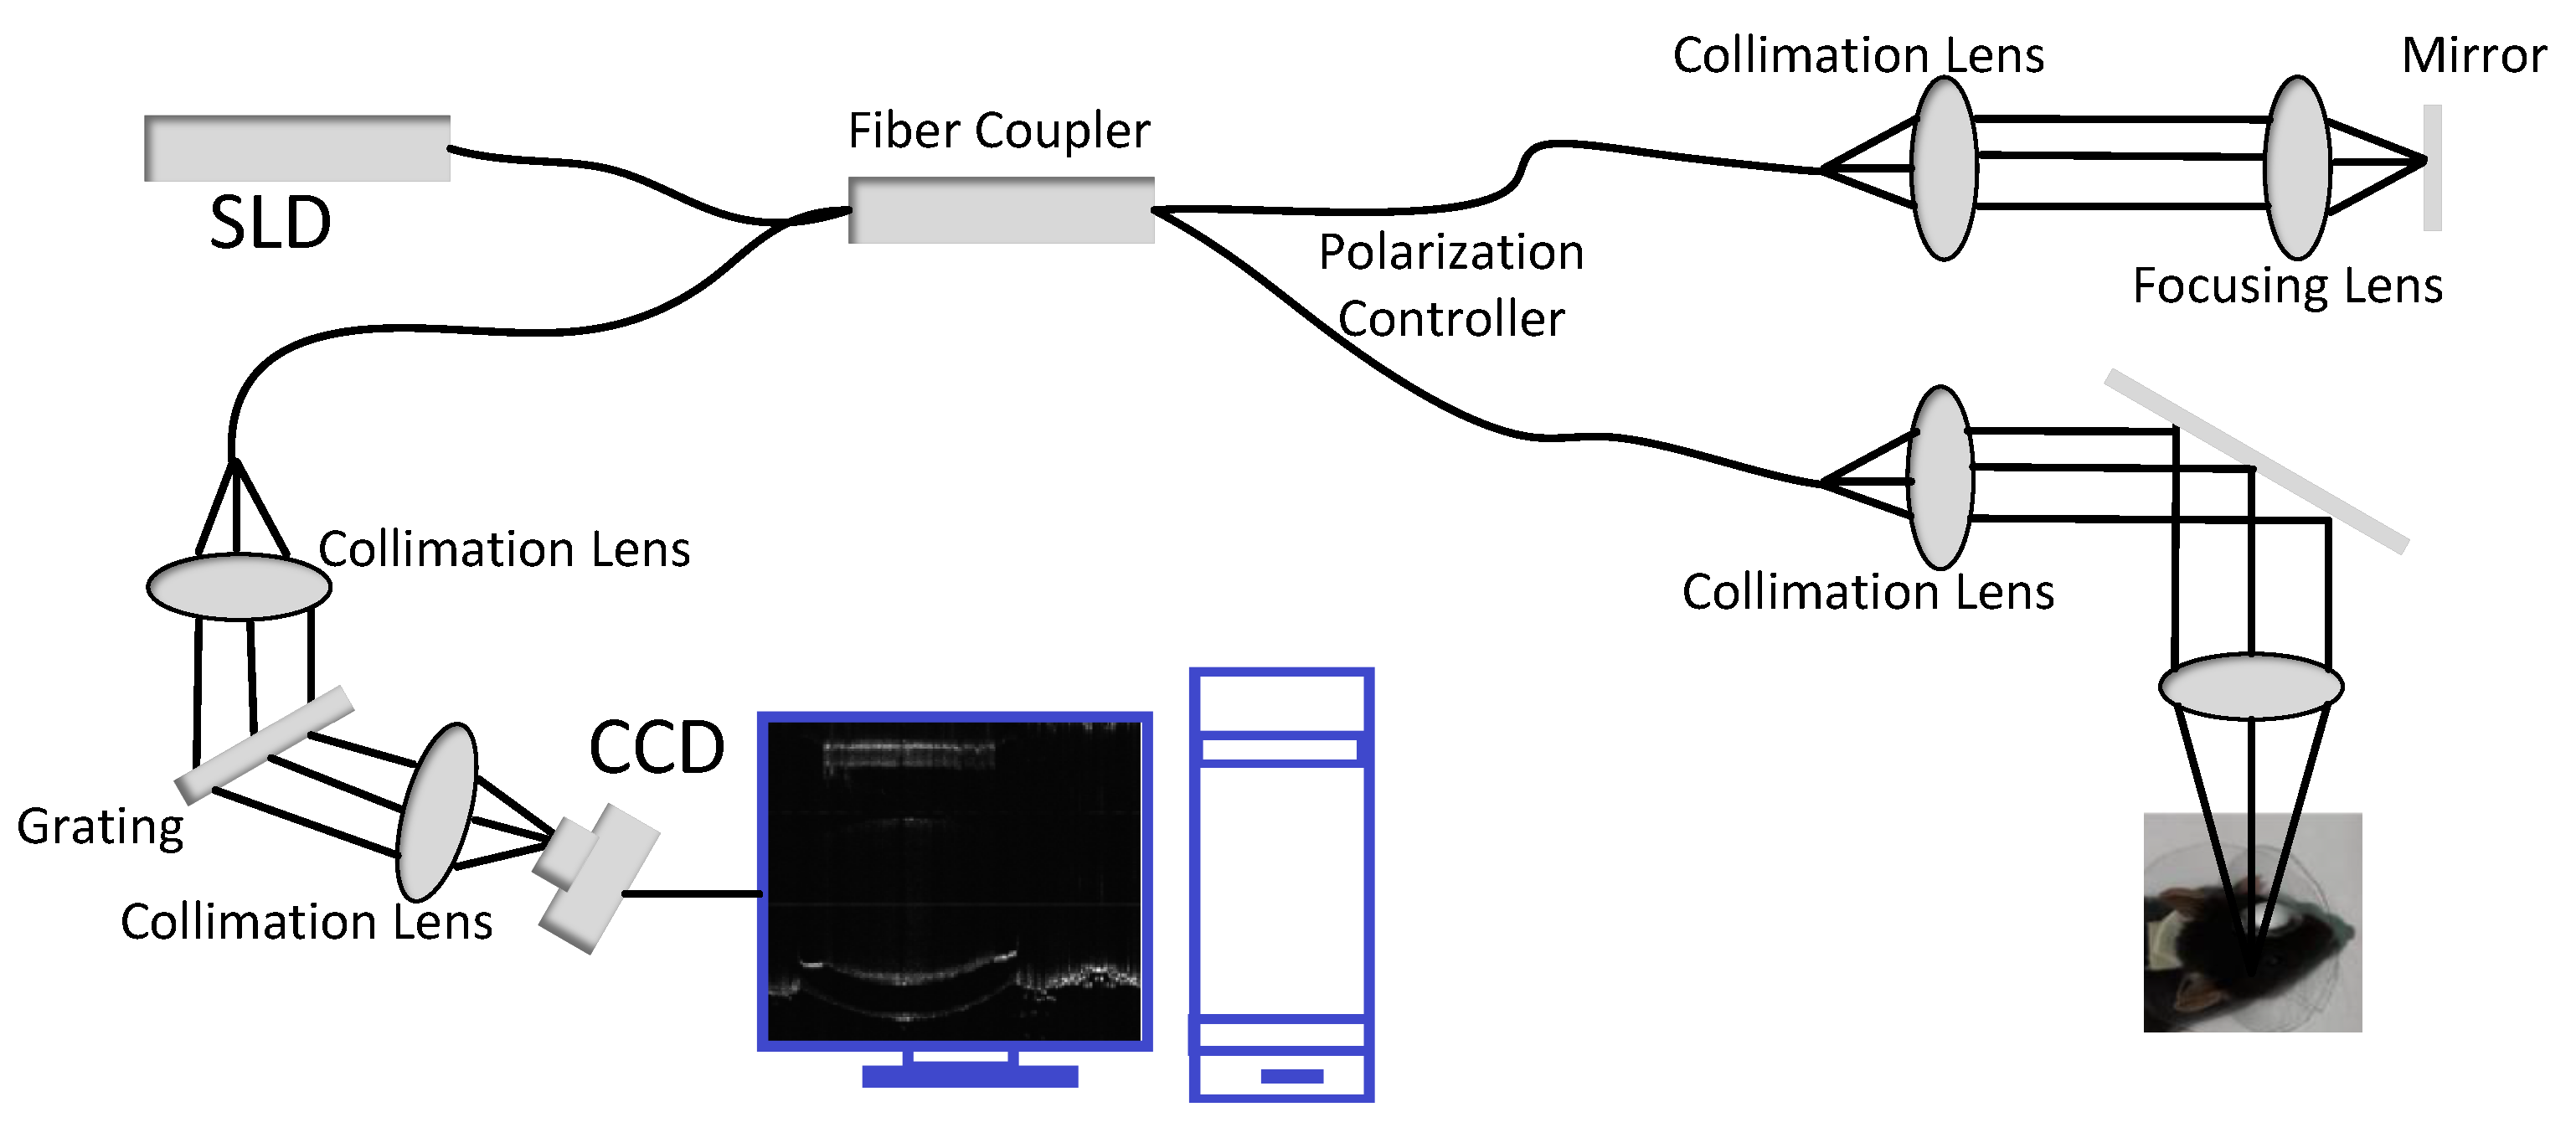 Collimation Lens
Mirror
Fiber Coupler
SLD
Polarization
Controller
Focusing Lens
Collimation Lens
Collimation Lens
CCD
Grating
Collimation Lens